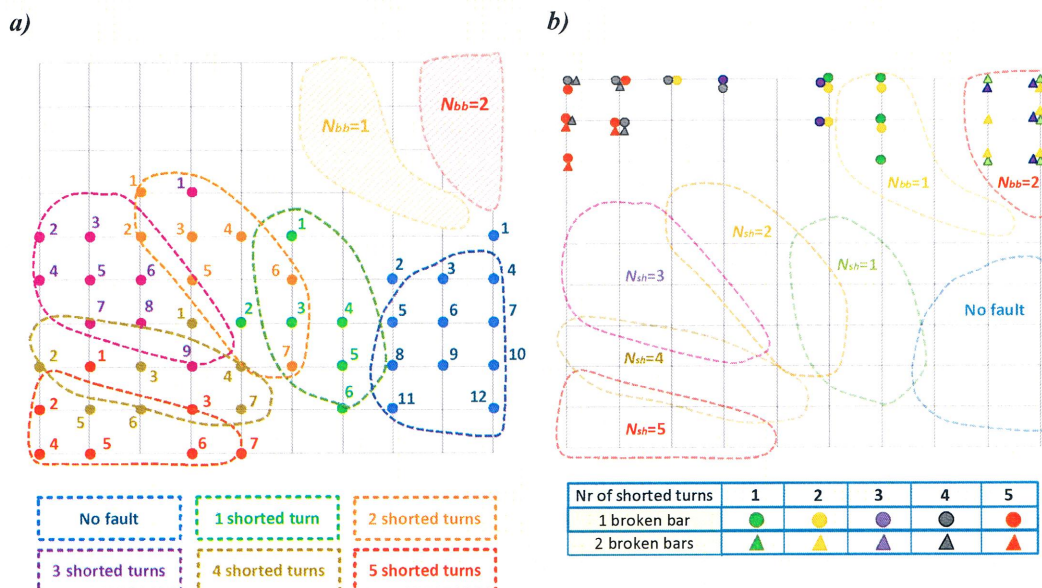 a)
Nbb=1
Nbb=2
1 1
2 3 2 3 4 1 1
4 6 5 6 2 3 4
7 8 1 2 3 4 5 6 7
2 1 3 9 4 7 5 8 9 10
2 5 6 3 7 6 11 12
4 5 6 7
No fault
1 shorted turn
2 shorted turns
3 shorted turns
4 shorted turns
5 shorted turns
b)
Nbb=1
Nbb=2
Nsh=2
Nsh=3
Nsh=1
No fault
Nsh=4
Nsh=5
Nr of shorted turns 1 2 3 4 5
1 broken bar
2 broken bars